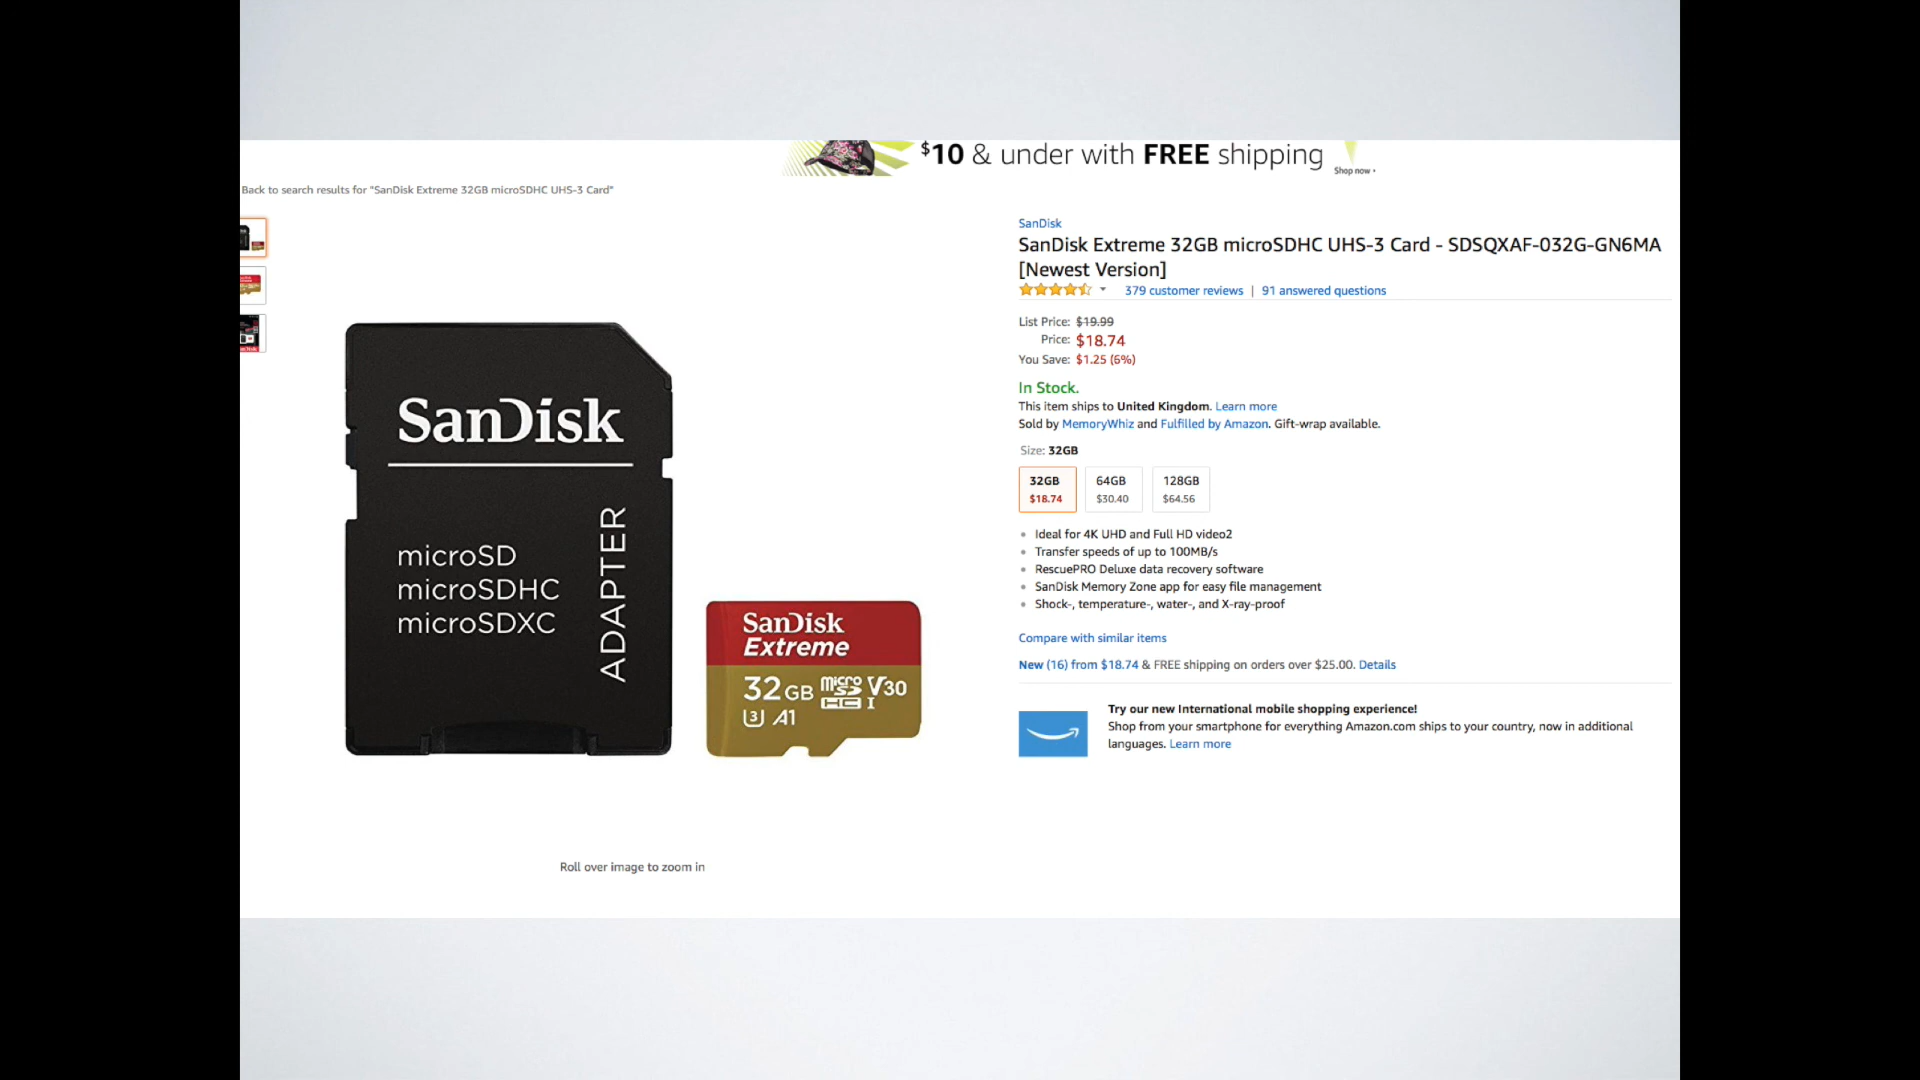 $10 & under with FREE shipping
Shop now
Back to search results for "SanDisk Extreme 32GB microSDHC UHS-3 Card"
SanDisk
SanDisk Extreme 32GB microSDHC UHS-3 Card - SDSQXAF-032G-GN6MA
[Newest Version]
379 customer reviews | 91 answered questions
List Price: $19.99
Price: $18.74
You Save: $1.25 (6%)
In Stock.
This item ships to United Kingdom. Learn more
Sold by MemoryWhiz and Fulfilled by Amazon. Gift-wrap available.
Size: 32GB
32GB 64GB 128GB
$18.74 $30.40 $64.56
• Ideal for 4K UHD and Full HD video2
• Transfer speeds of up to 100MB/s
• RescuePRO Deluxe data recovery software
• SanDisk Memory Zone app for easy file management
• Shock-, temperature-, water-, and X-ray-proof
Compare with similar items
New (16) from $18.74 & FREE shipping on orders over $25.00. Details
Try our new International mobile shopping experience!
Shop from your smartphone for everything Amazon.com ships to your country, now in additional
languages. Learn more
SanDisk
microSD
microSDHC
microSDXC
ADAPTER
SanDisk
Extreme
32GB micro SD HC I V30
3 A1
Roll over image to zoom in